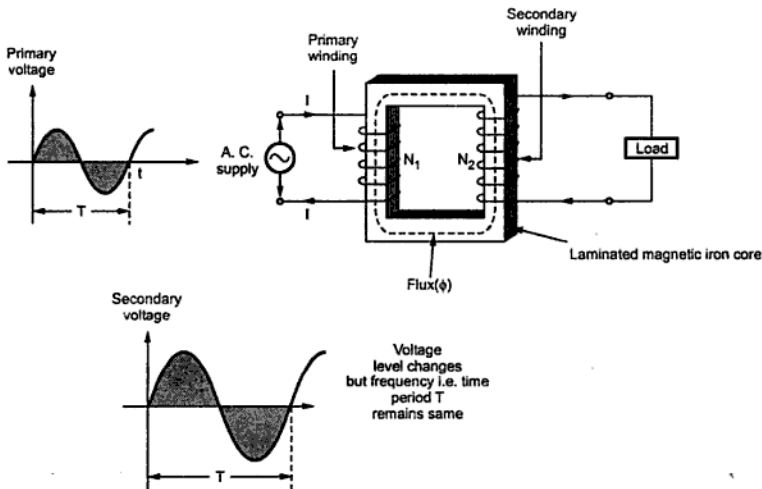 Primary
voltage
t
T
Primary
winding
Secondary
winding
I
A. C.
supply
I
N1
N2
Load
Laminated magnetic iron core
Flux(ϕ)
Secondary
voltage
T
Voltage
level changes
but frequency i.e. time
period T
remains same